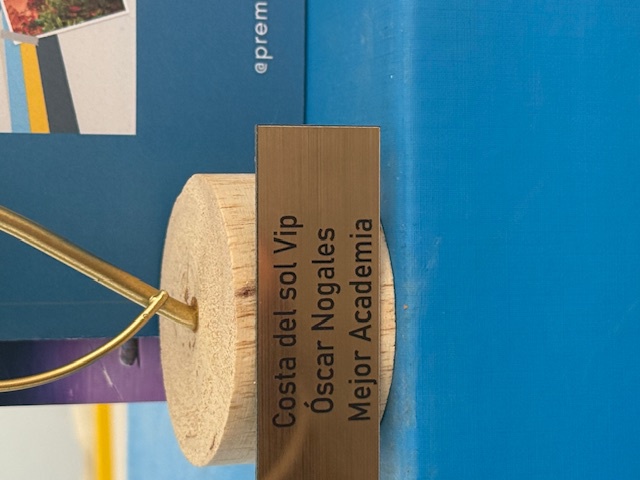 @prem
Costa del sol Vip
Óscar Nogales
Mejor Academia